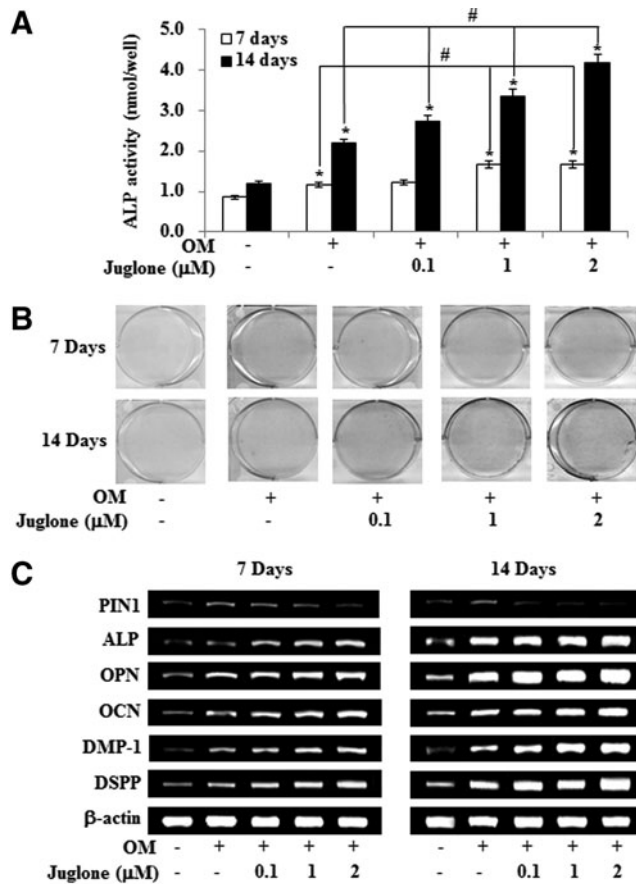 A
ALP activity (nmol/well)
5.0
4.0
3.0
2.0
1.0
0.0
7 days
14 days
#
#
* * * * * * *
OM - + + + +
Juglone (μM) - - 0.1 1 2
B
7 Days
14 Days
OM - + + + +
Juglone (μM) - - 0.1 1 2
C
7 Days 14 Days
PIN1
ALP
OPN
OCN
DMP-1
DSPP
β-actin
OM - + + + + - + + + +
Juglone (μM) - - 0.1 1 2 - - 0.1 1 2